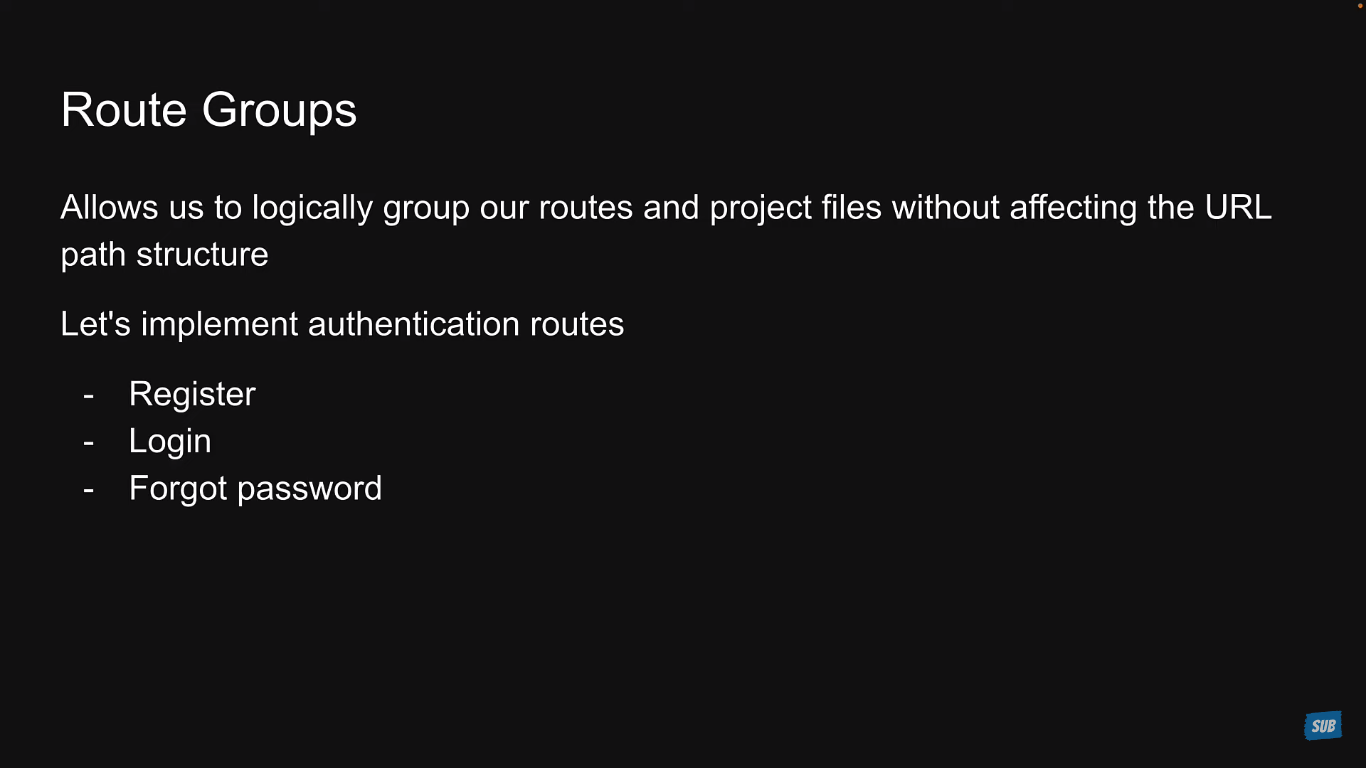 Route Groups
Allows us to logically group our routes and project files without affecting the URL
path structure
Let's implement authentication routes
- Register
- Login
- Forgot password
SUB